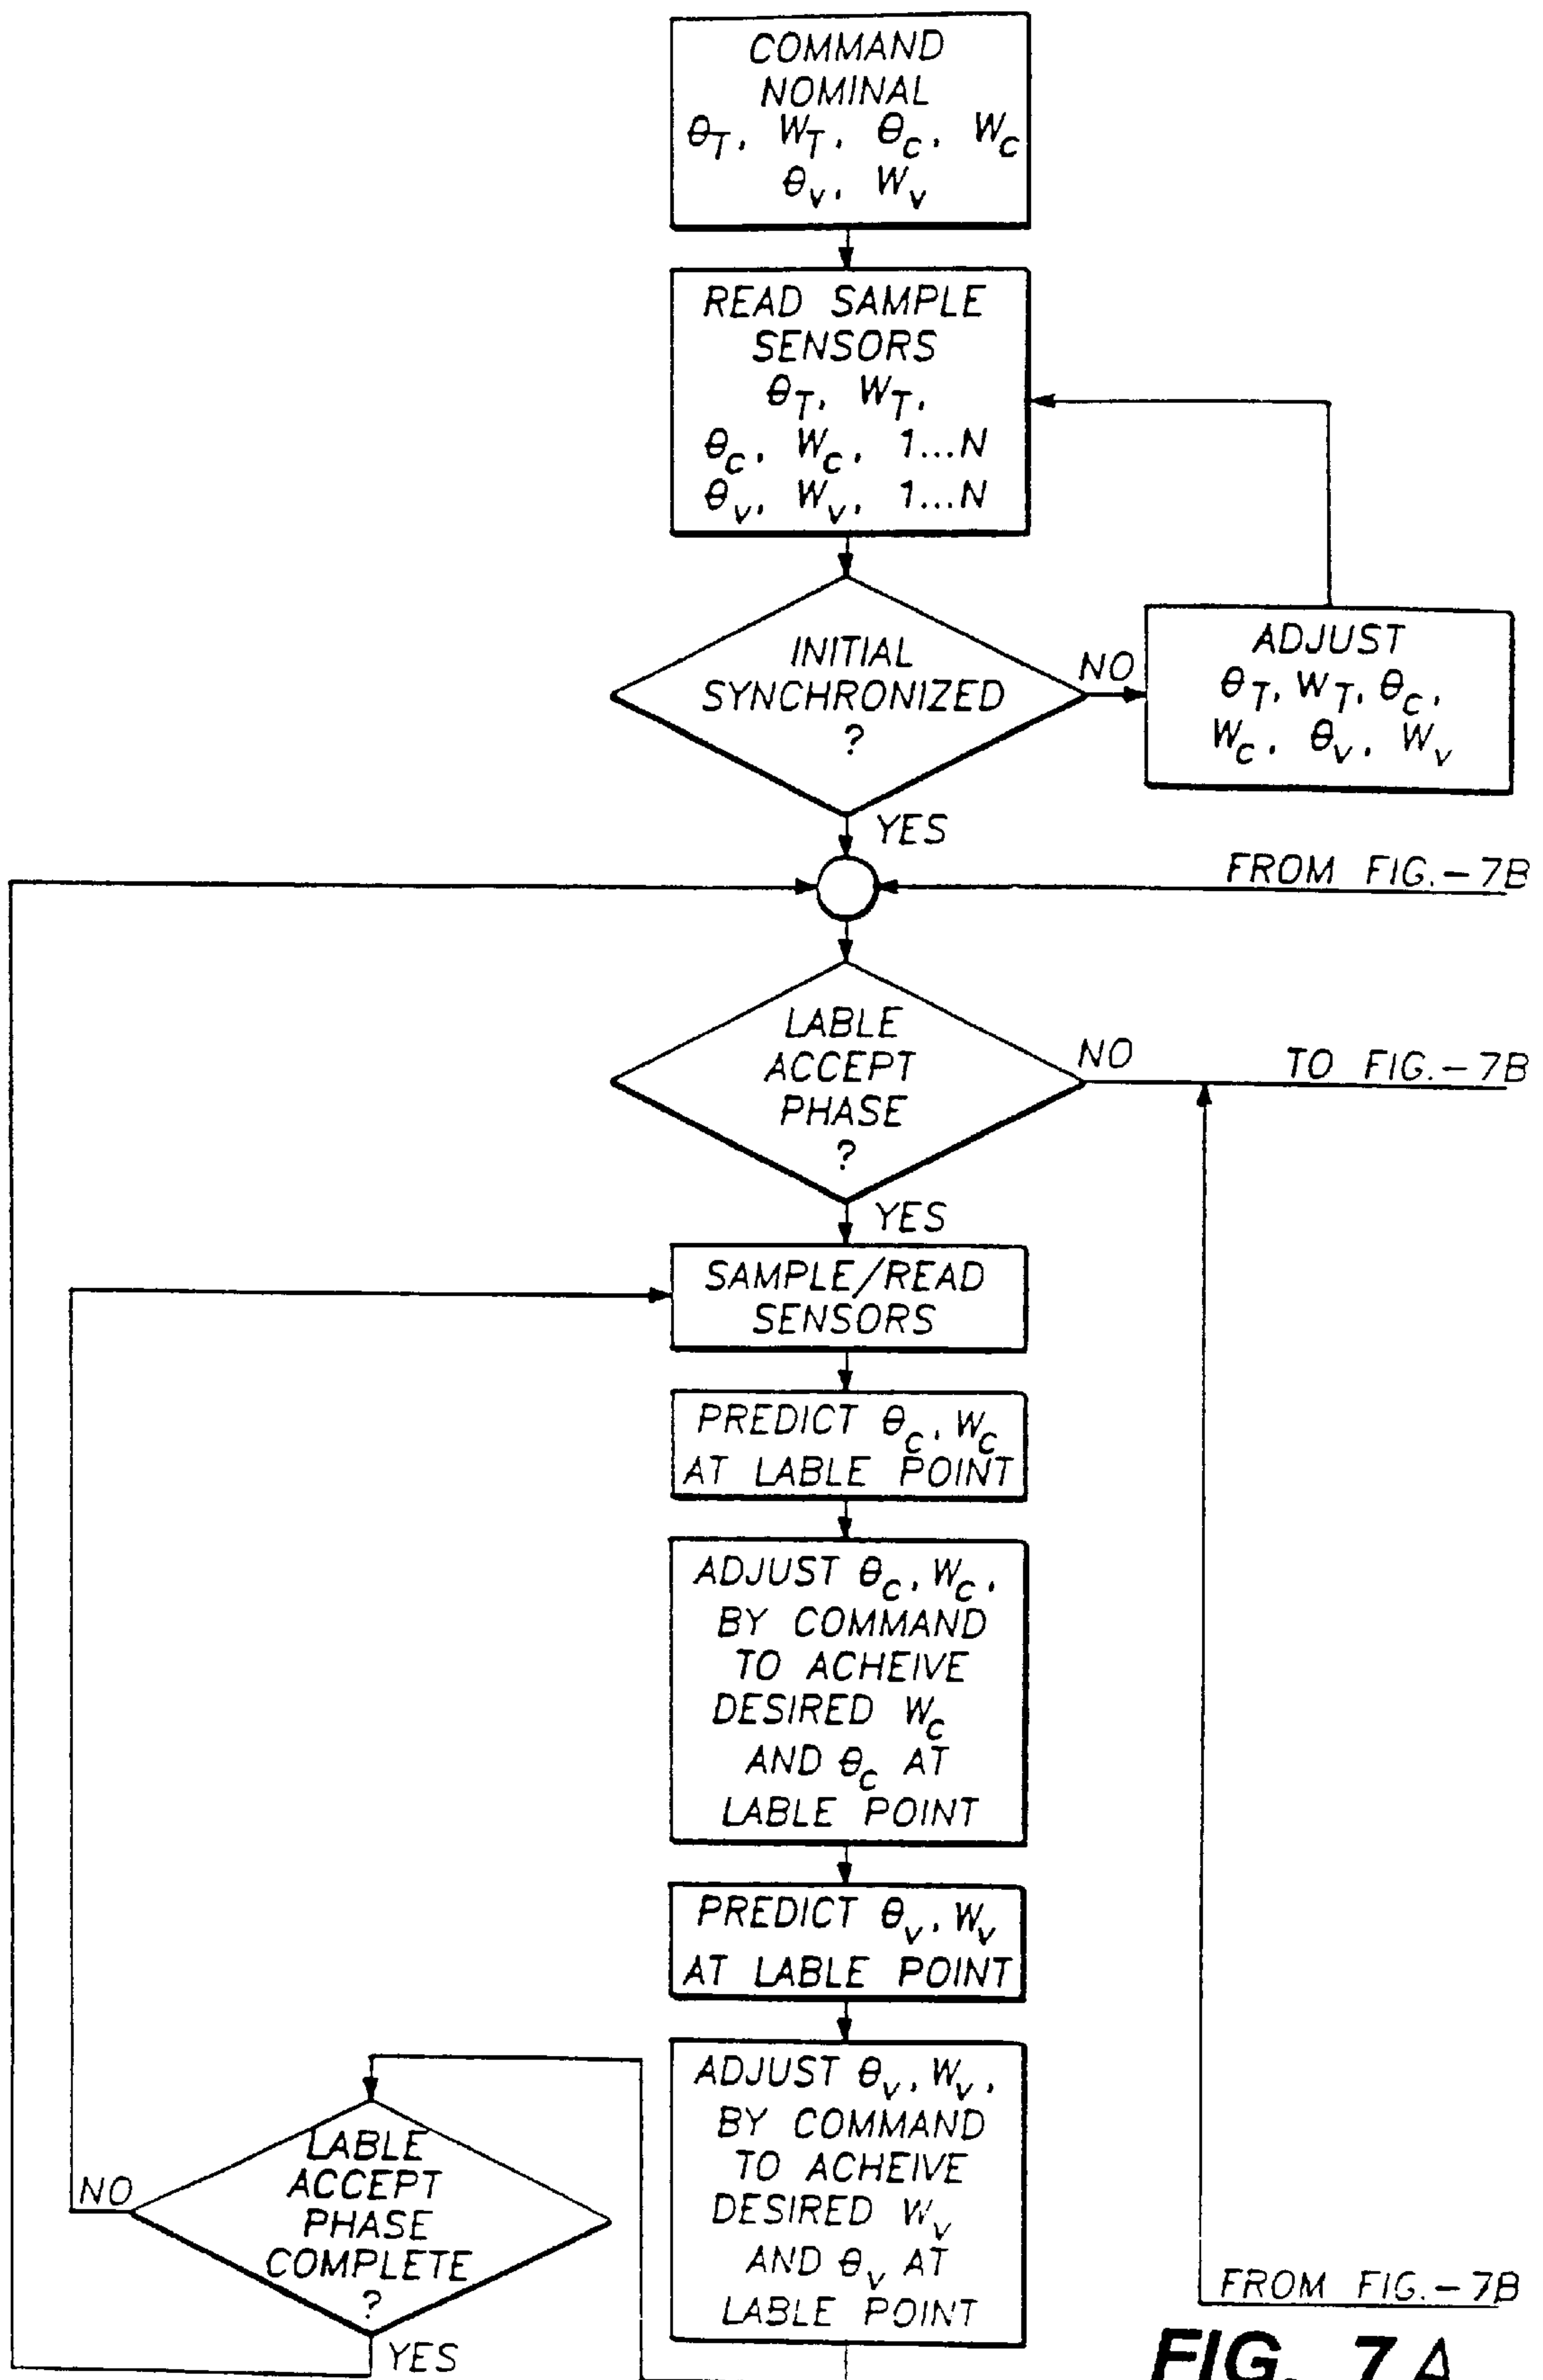 COMMAND
NOMINAL
θT, WT, θC, WC
θV, WV
READ SAMPLE
SENSORS
θT, WT,
θC, WC, 1...N
θV, WV, 1...N
INITIAL
SYNCHRONIZED
?
NO
ADJUST
θT, WT, θC,
WC, θV, WV
YES
FROM FIG.-7B
LABLE
ACCEPT
PHASE
?
NO
TO FIG.-7B
YES
SAMPLE/READ
SENSORS
PREDICT θC, WC
AT LABLE POINT
ADJUST θC, WC,
BY COMMAND
TO ACHEIVE
DESIRED WC
AND θC AT
LABLE POINT
PREDICT θV, WV
AT LABLE POINT
ADJUST θV, WV,
BY COMMAND
TO ACHEIVE
DESIRED WV
AND θV AT
LABLE POINT
LABLE
ACCEPT
PHASE
COMPLETE
?
NO
YES
FROM FIG.-7B
FIG. 7A